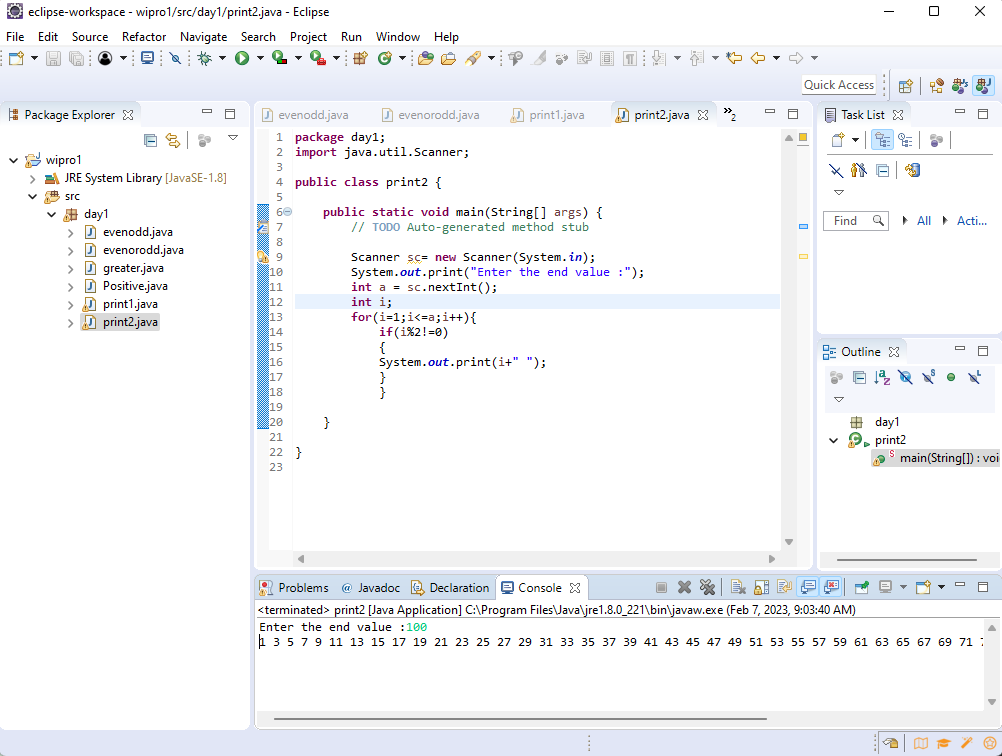 eclipse-workspace - wipro1/src/day1/print2.java - Eclipse
File Edit Source Refactor Navigate Search Project Run Window Help
Quick Access
Package Explorer
wipro1
JRE System Library [JavaSE-1.8]
src
day1
evenodd.java
evenorodd.java
greater.java
Positive.java
print1.java
print2.java
evenodd.java evenorodd.java print1.java print2.java »2
1 package day1;
2 import java.util.Scanner;
3
4 public class print2 {
5
6 public static void main(String[] args) {
7 // TODO Auto-generated method stub
8
9 Scanner sc= new Scanner(System.in);
10 System.out.print("Enter the end value :");
11 int a = sc.nextInt();
12 int i;
13 for(i=1;i<=a;i++){
14 if(i%2!=0)
15 {
16 System.out.print(i+" ");
17 }
18 }
19
20 }
21
22 }
23
Task List
Find All Acti...
Outline
day1
print2
main(String[]) : voi
Problems @ Javadoc Declaration Console
<terminated> print2 [Java Application] C:\Program Files\Java\jre1.8.0_221\bin\javaw.exe (Feb 7, 2023, 9:03:40 AM)
Enter the end value :100
1 3 5 7 9 11 13 15 17 19 21 23 25 27 29 31 33 35 37 39 41 43 45 47 49 51 53 55 57 59 61 63 65 67 69 71